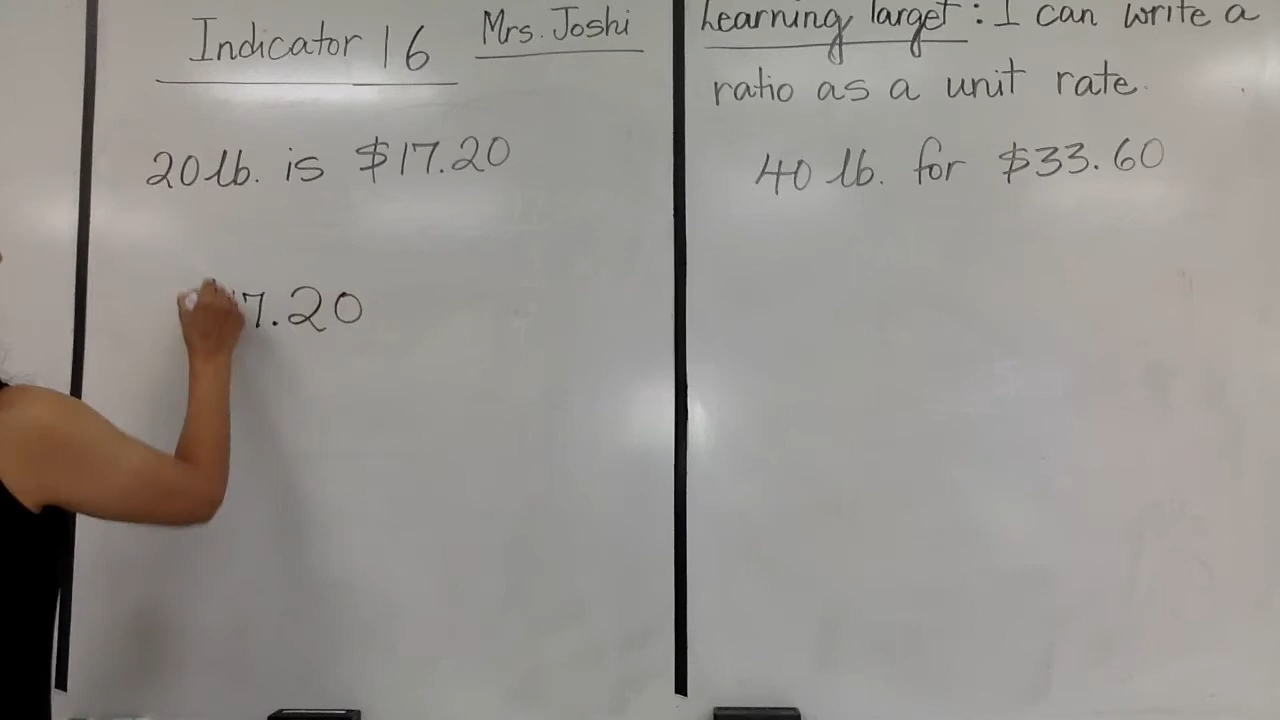 Indicator 16
Mrs. Joshi
20 lb. is $17.20
17.20
Learning Target : I can write a
ratio as a unit rate.
40 lb. for $33.60